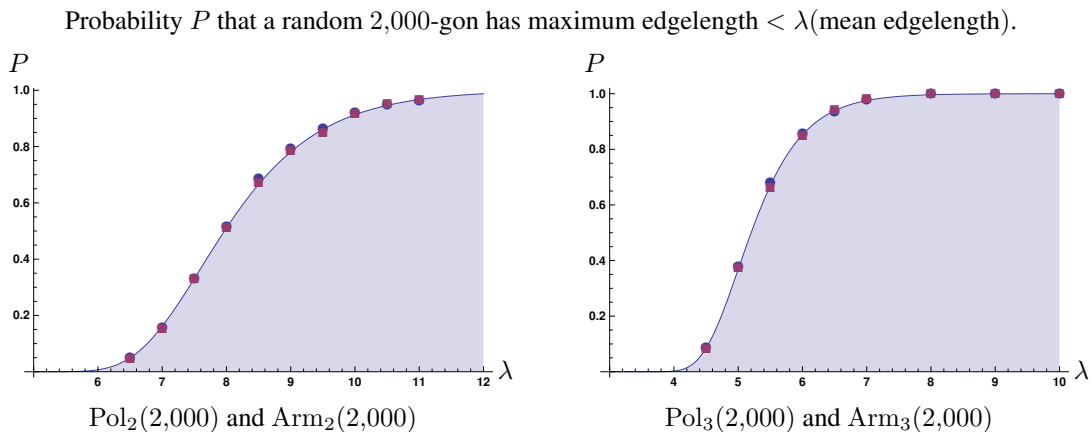 Probability P that a random 2,000-gon has maximum edgelength < λ(mean edgelength).
P
1.0
0.8
0.6
0.4
0.2
6 7 8 9 10 11 12 λ
Pol₂(2,000) and Arm₂(2,000)
P
1.0
0.8
0.6
0.4
0.2
4 5 6 7 8 9 10 λ
Pol₃(2,000) and Arm₃(2,000)